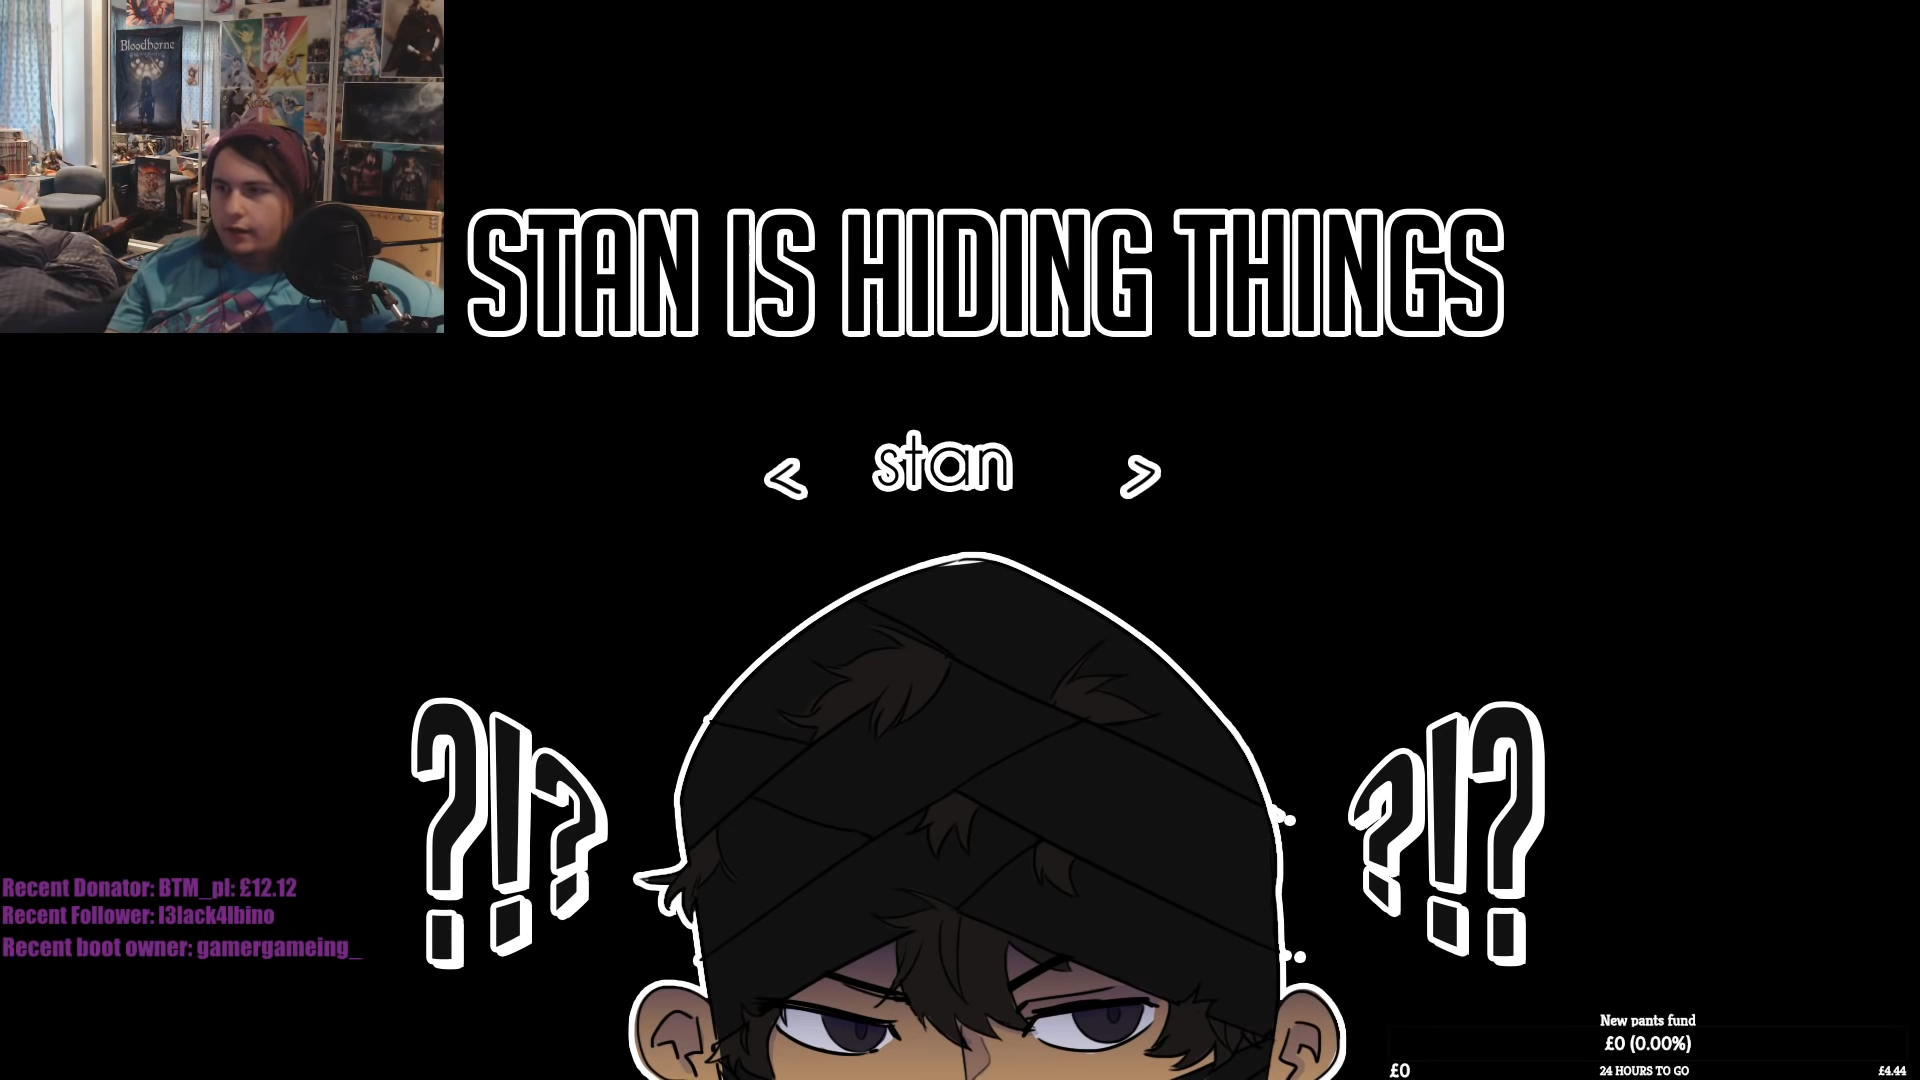 Bloodborne
STAN IS HIDING THINGS
< stan >
?!? ?!?
Recent Donator: BTM_pl: £12.12
Recent Follower: l3lack4lbino
Recent boot owner: gamergameing_
New pants fund
£0 (0.00%)
£0 24 HOURS TO GO £4.44